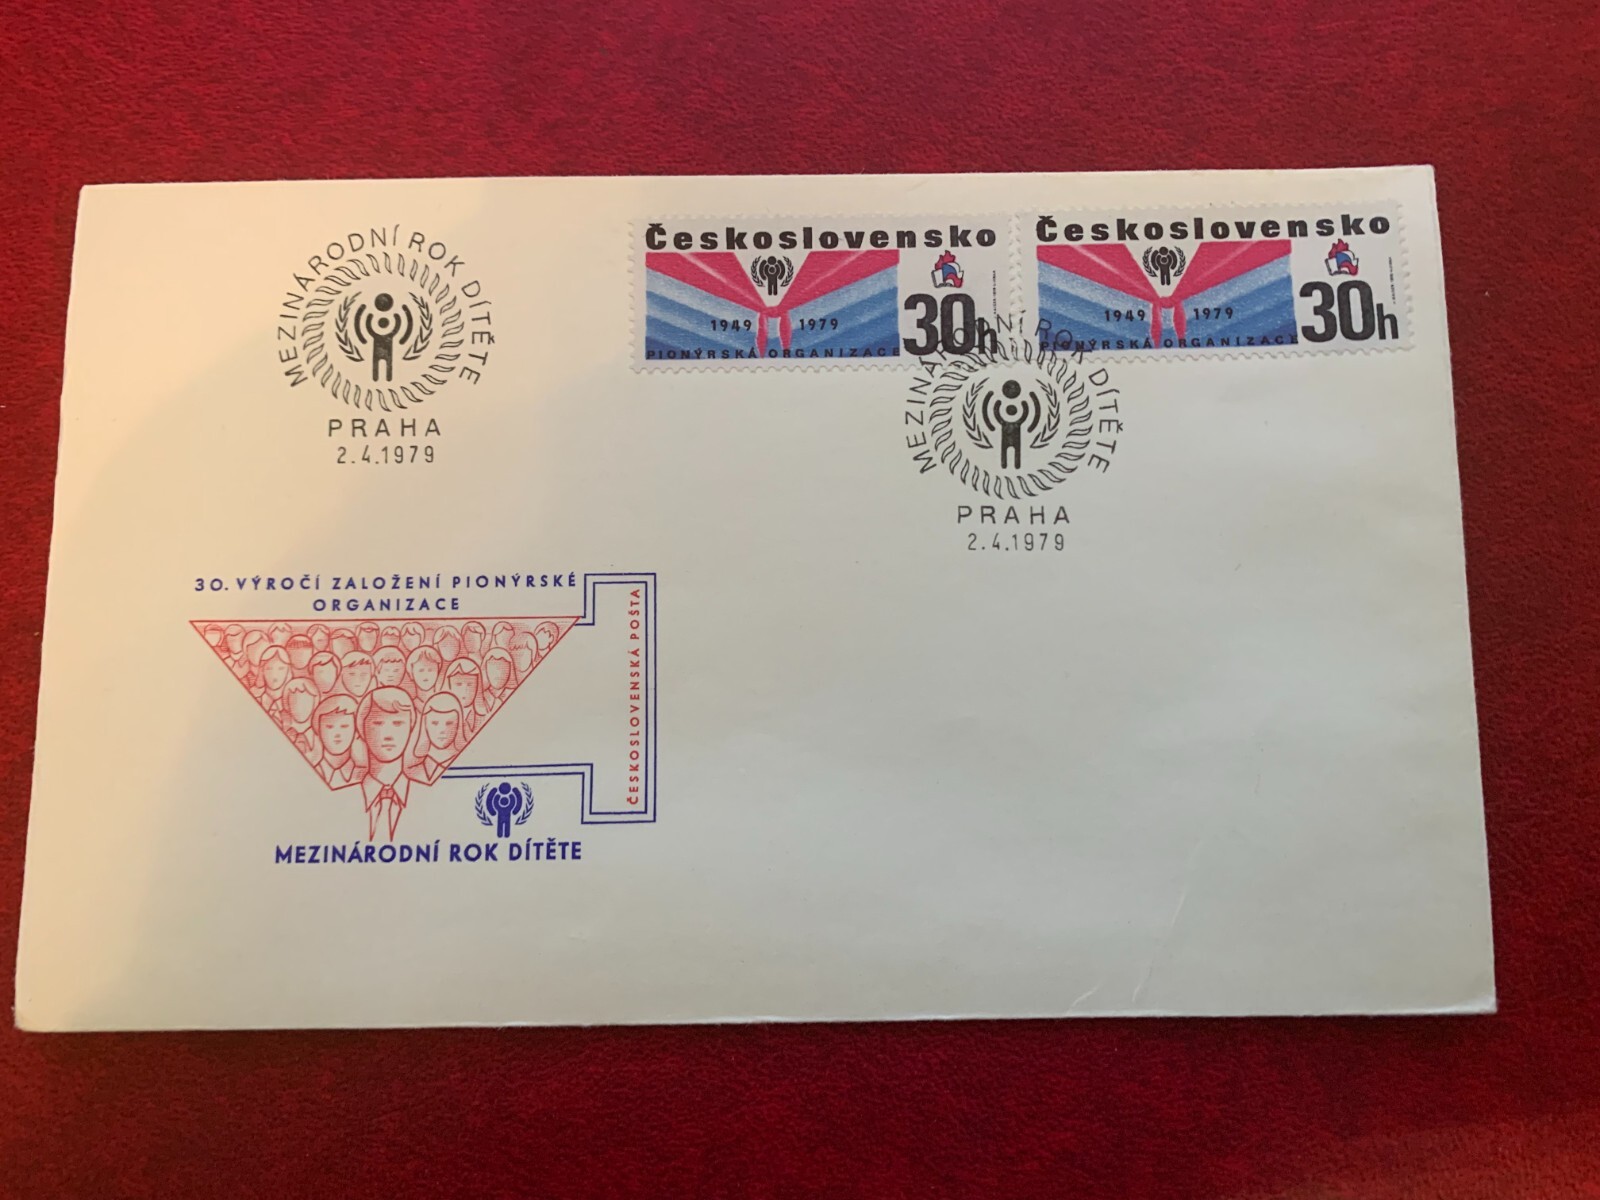 MEZINÁRODNÍ ROK DÍTĚTE
PRAHA
2.4.1979
Československo
1949 1979
30h
PIONÝRSKÁ ORGANIZACE
Československo
1949 1979
30h
PIONÝRSKÁ ORGANIZACE
MEZINÁRODNÍ ROK DÍTĚTE
PRAHA
2.4.1979
30. VÝROČÍ ZALOŽENÍ PIONÝRSKÉ
ORGANIZACE
ČESKOSLOVENSKÁ POŠTA
MEZINÁRODNÍ ROK DÍTĚTE